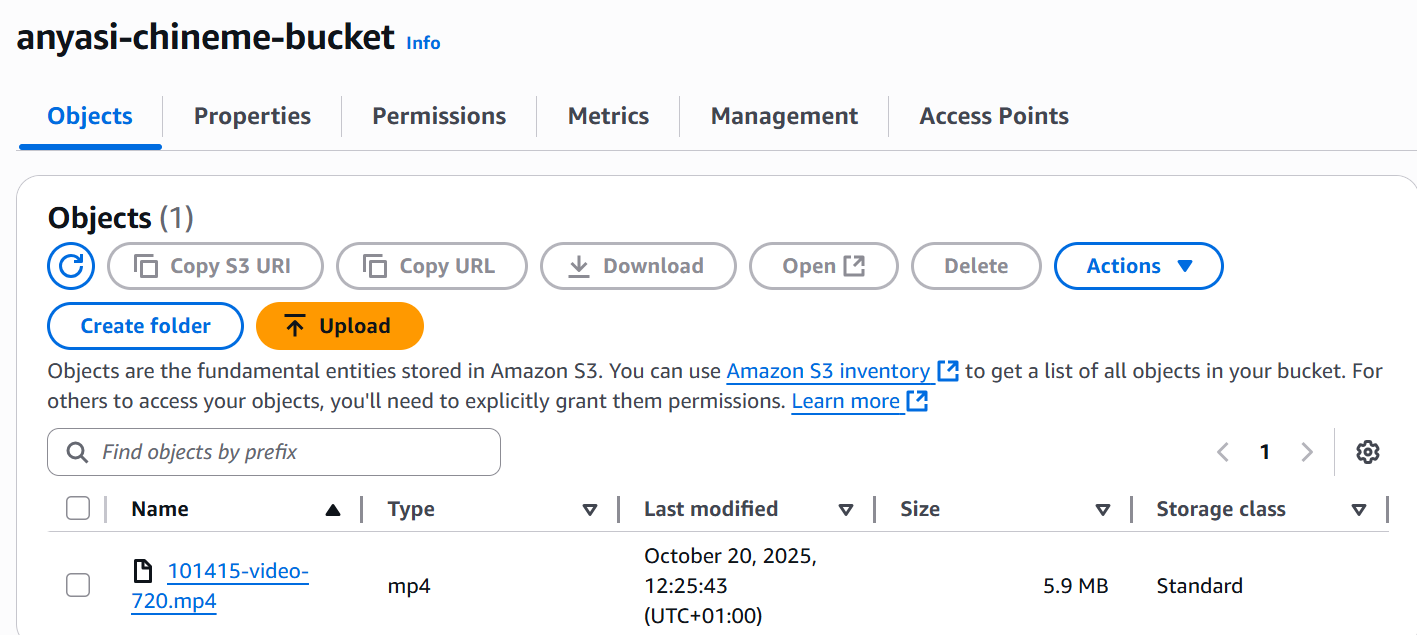 anyasi-chineme-bucket Info
Objects Properties Permissions Metrics Management Access Points
Objects (1)
Copy S3 URI Copy URL Download Open Delete Actions
Create folder Upload
Objects are the fundamental entities stored in Amazon S3. You can use Amazon S3 inventory to get a list of all objects in your bucket. For
others to access your objects, you'll need to explicitly grant them permissions. Learn more
Find objects by prefix 1
Name Type Last modified Size Storage class
101415-video-
720.mp4
mp4
October 20, 2025,
12:25:43
(UTC+01:00)
5.9 MB
Standard